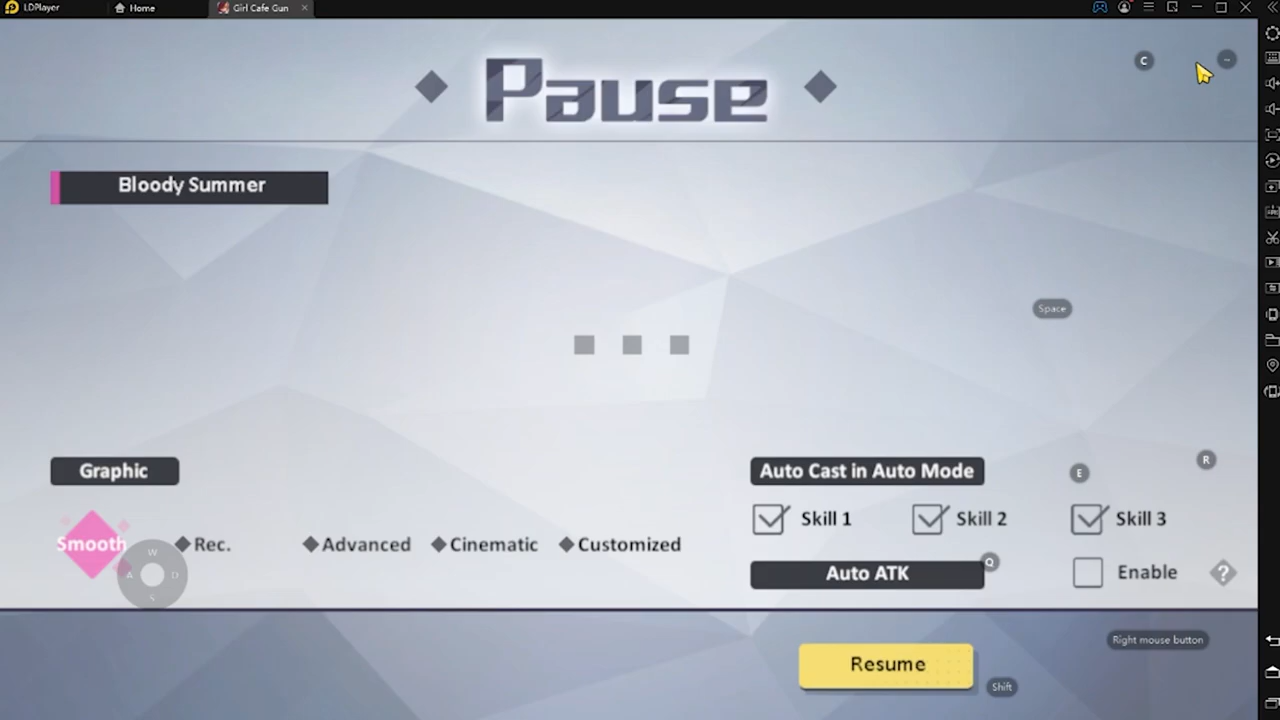 LDPlayer
Home
Girl Cafe Gun
Pause
C
Bloody Summer
Space
Graphic
Auto Cast in Auto Mode
E
R
Smooth
Rec.
Advanced
Cinematic
Customized
Skill 1
Skill 2
Skill 3
W
A
D
S
Auto ATK
Q
Enable
?
Resume
Right mouse button
Shift